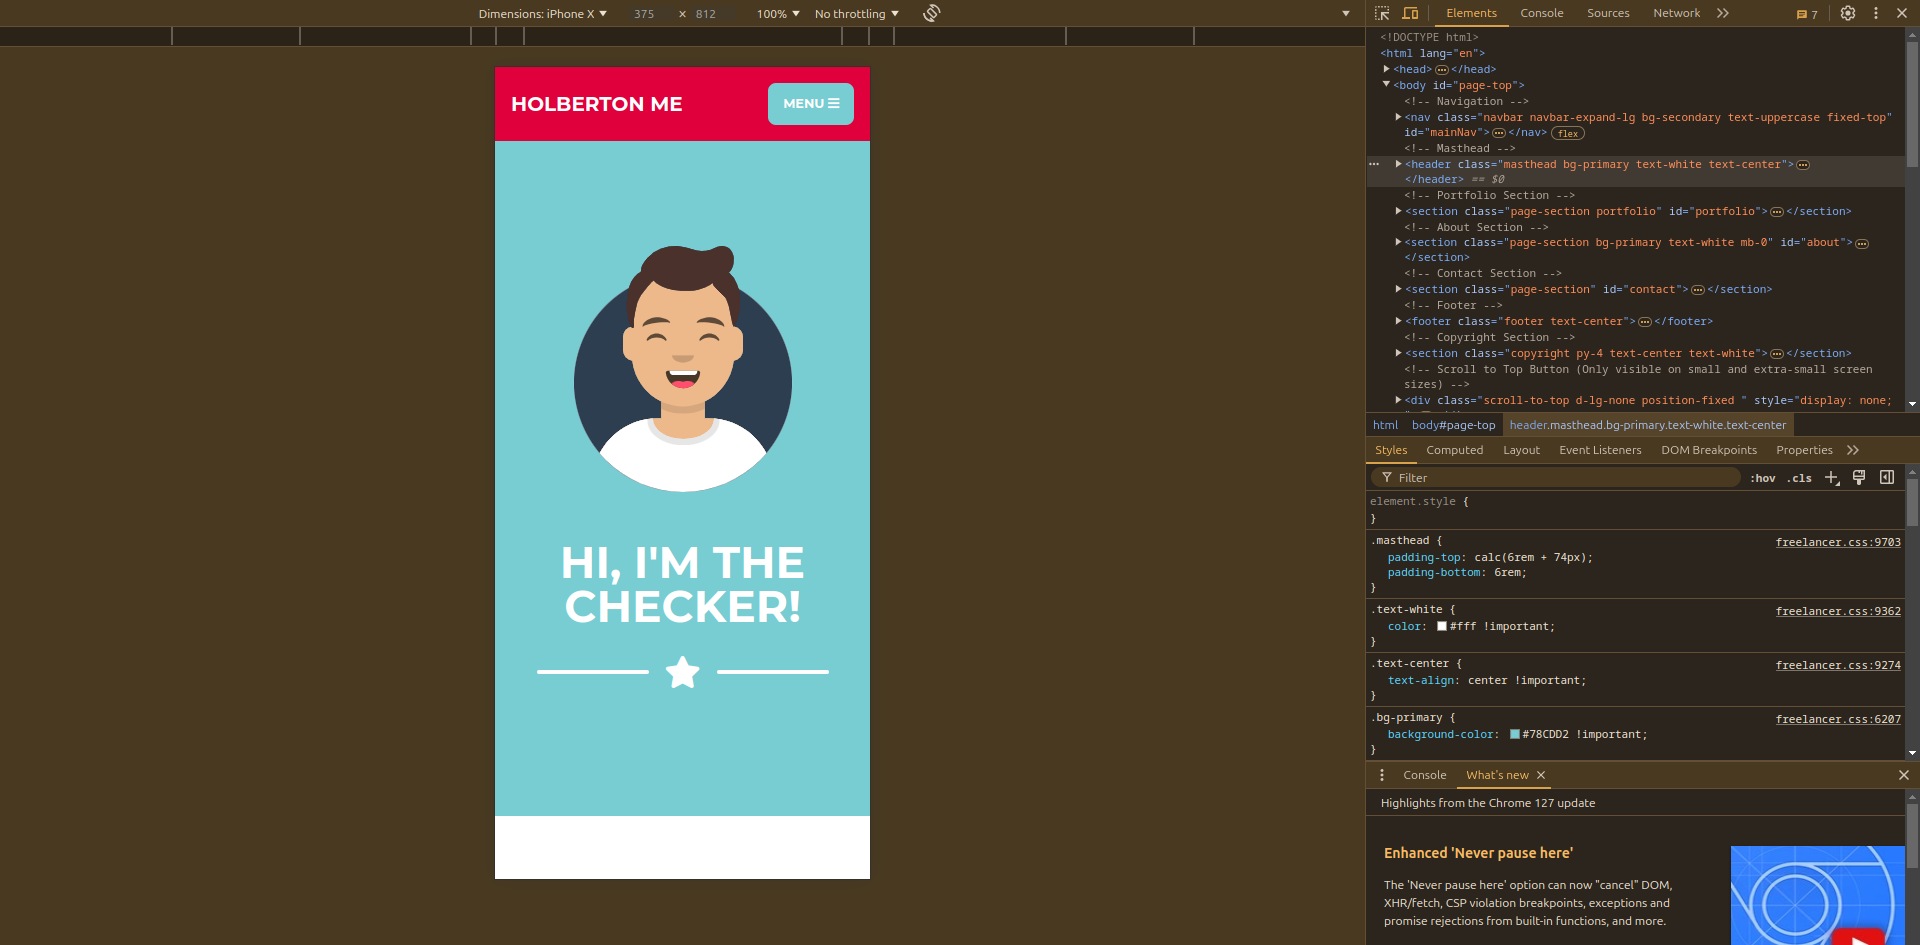 Dimensions: iPhone X 375 × 812 100% No throttling
HOLBERTON ME
MENU
HI, I'M THE
CHECKER!
Elements Console Sources Network 7
<!DOCTYPE html>
<html lang="en">
<head> </head>
<body id="page-top">
<!-- Navigation -->
<nav class="navbar navbar-expand-lg bg-secondary text-uppercase fixed-top"
id="mainNav"> </nav> flex
<!-- Masthead -->
<header class="masthead bg-primary text-white text-center">
</header> == $0
<!-- Portfolio Section -->
<section class="page-section portfolio" id="portfolio"> </section>
<!-- About Section -->
<section class="page-section bg-primary text-white mb-0" id="about">
</section>
<!-- Contact Section -->
<section class="page-section" id="contact"> </section>
<!-- Footer -->
<footer class="footer text-center"> </footer>
<!-- Copyright Section -->
<section class="copyright py-4 text-center text-white"> </section>
<!-- Scroll to Top Button (Only visible on small and extra-small screen
sizes) -->
<div class="scroll-to-top d-lg-none position-fixed " style="display: none;
html body#page-top header.masthead.bg-primary.text-white.text-center
Styles Computed Layout Event Listeners DOM Breakpoints Properties
Filter :hov .cls
element.style {
}
.masthead { freelancer.css:9703
padding-top: calc(6rem + 74px);
padding-bottom: 6rem;
}
.text-white { freelancer.css:9362
color: #fff !important;
}
.text-center { freelancer.css:9274
text-align: center !important;
}
.bg-primary { freelancer.css:6207
background-color: #78CDD2 !important;
}
Console What's new
Highlights from the Chrome 127 update
Enhanced 'Never pause here'
The 'Never pause here' option can now "cancel" DOM,
XHR/fetch, CSP violation breakpoints, exceptions and
promise rejections from built-in functions, and more.